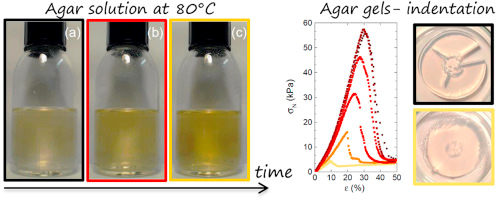 Agar solution at 80°C
(a)
(b)
(c)
time
Agar gels- indentation
60
50
40
30
20
10
0
σN (kPa)
0 10 20 30 40 50
ε (%)